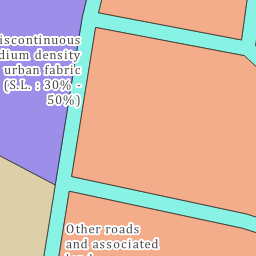 iscontinuous
dium density
urban fabric
(S.L. : 30% -
50%)
Other roads
and associated